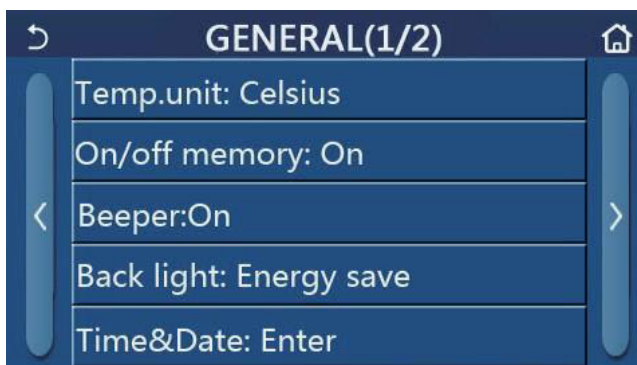 GENERAL(1/2)
Temp.unit: Celsius
On/off memory: On
Beeper:On
Back light: Energy save
Time&Date: Enter